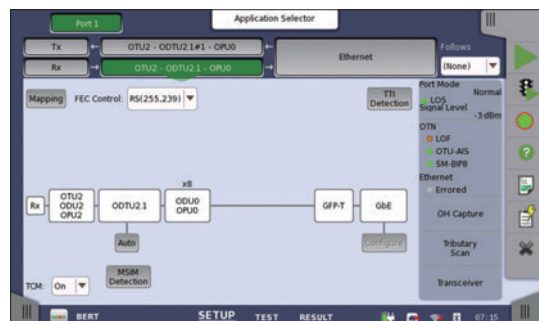 Port 1
Application Selector
Tx
OTU2 - ODTU2.1#1 - OPU0
Ethernet
Follows
Rx
OTU2 - ODTU2.1 - OPU0
(None)
Mapping
FEC Control:
RS(255,239)
TTI
Detection
Port Mode
Normal
LOS
Signal Level
-3 dBm
OTN
LOF
OTU-AIS
SM-BIP8
Ethernet
Errored
x8
Rx
OTU2
ODU2
OPU2
ODTU2.1
ODU0
OPU0
GFP-T
GbE
OH Capture
Auto
Configure
Tributary
Scan
TCM:
On
MSIM
Detection
Transceiver
BERT
SETUP
TEST
RESULT
07:15